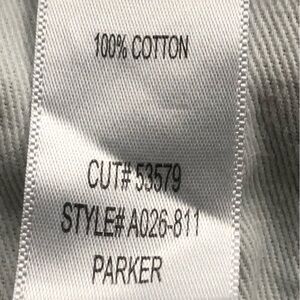 100% COTTON
CUT# 53579
STYLE# A026-811
PARKER